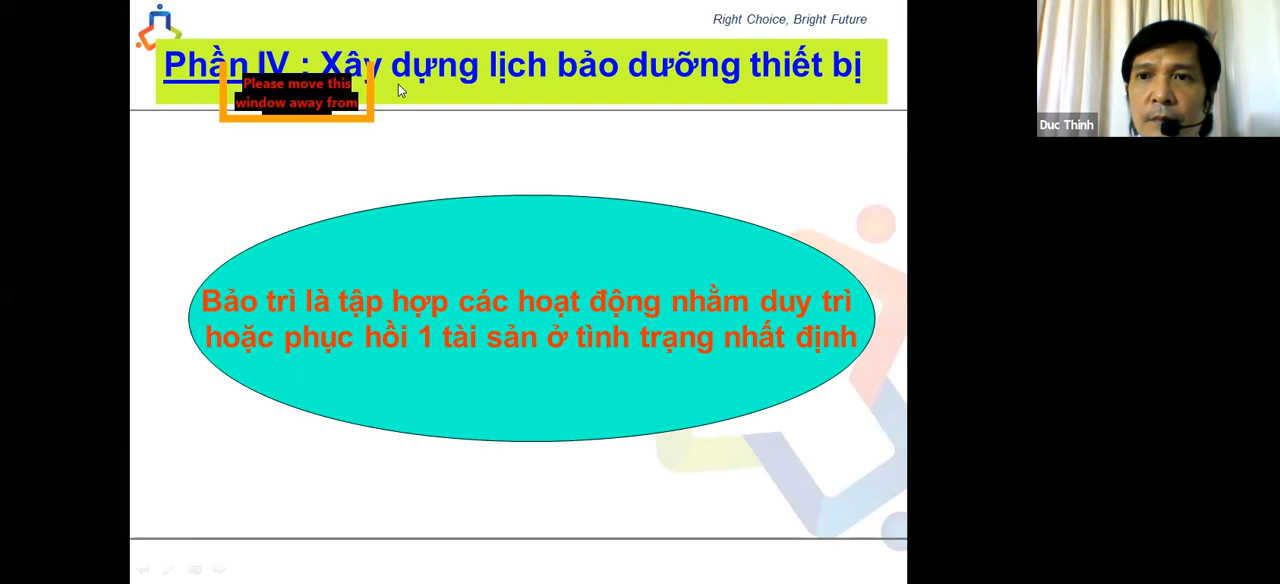 Right Choice, Bright Future
Phần IV : Xây dựng lịch bảo dưỡng thiết bị
Please move this
window away from
Duc Thinh
Bảo trì là tập hợp các hoạt động nhằm duy trì
hoặc phục hồi 1 tài sản ở tình trạng nhất định